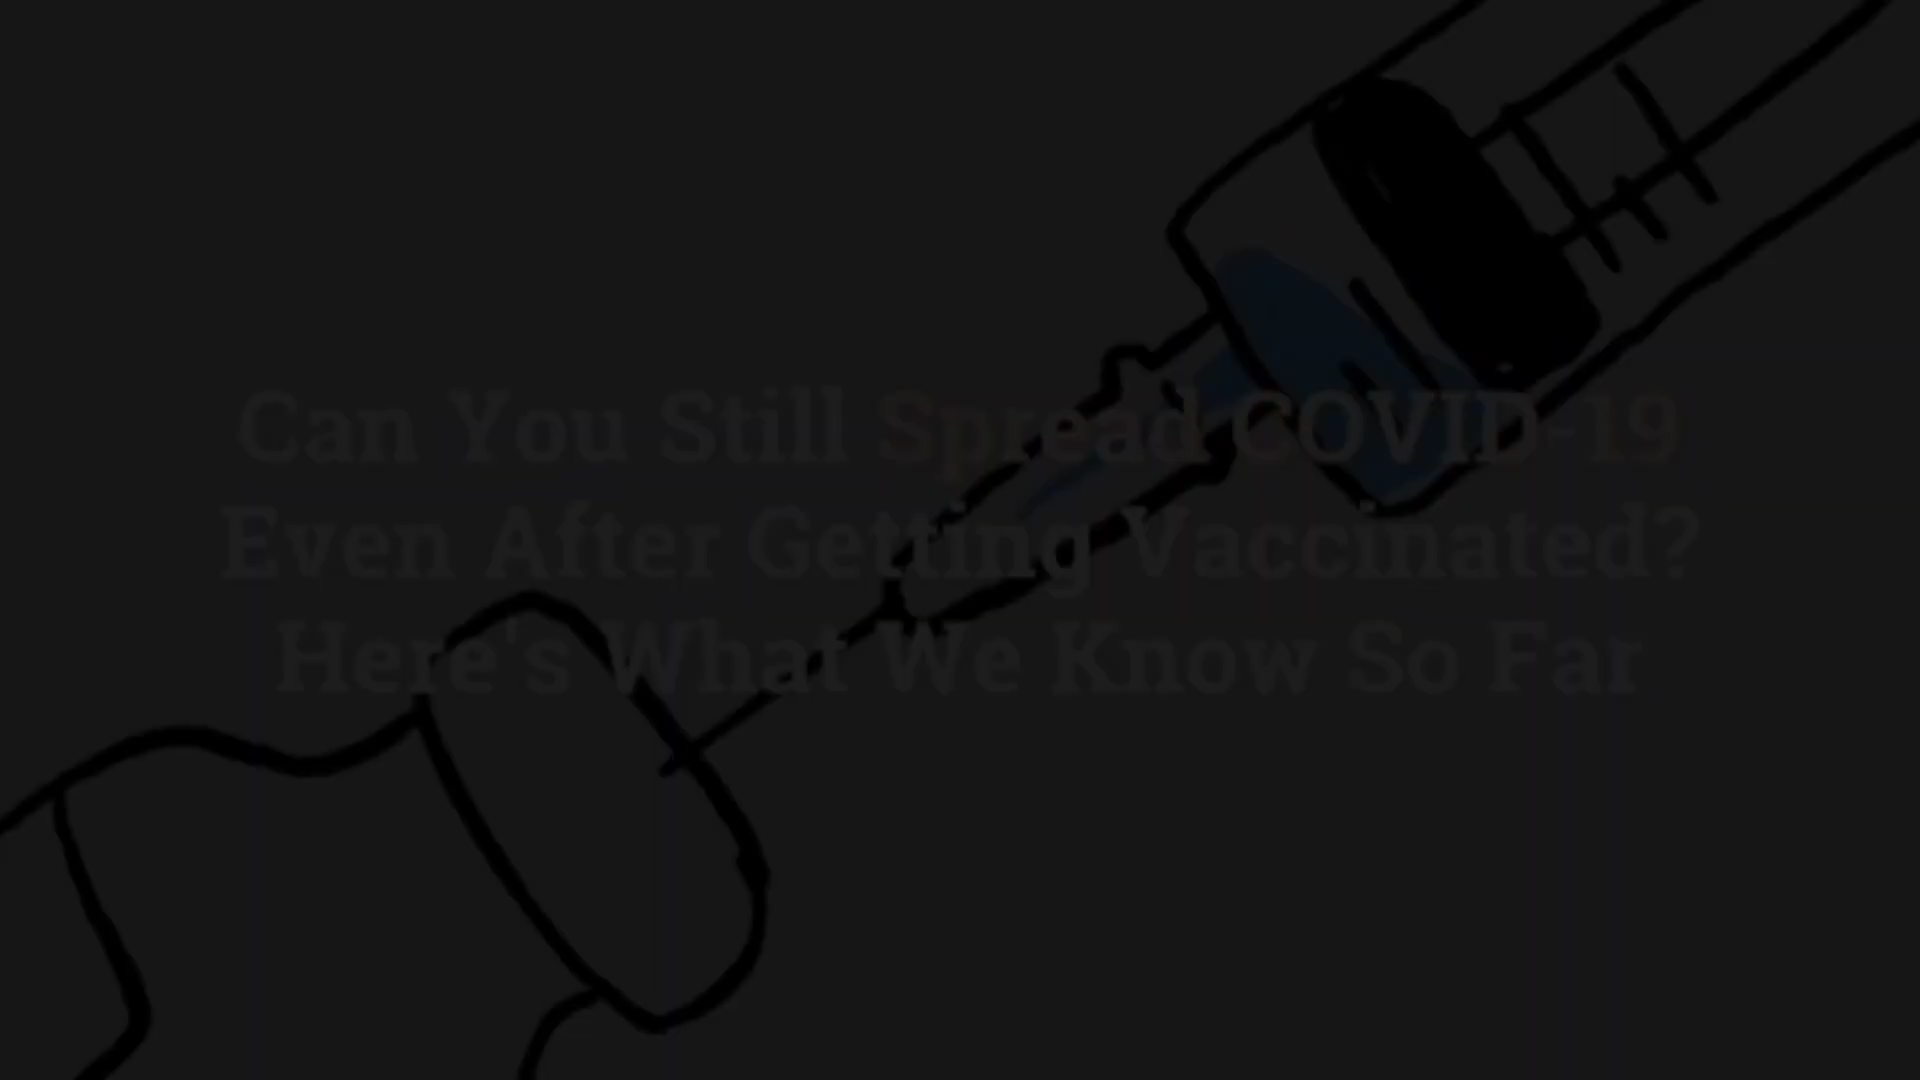 Can You Still Spread COVID-19
Even After Getting Vaccinated?
Here's What We Know So Far